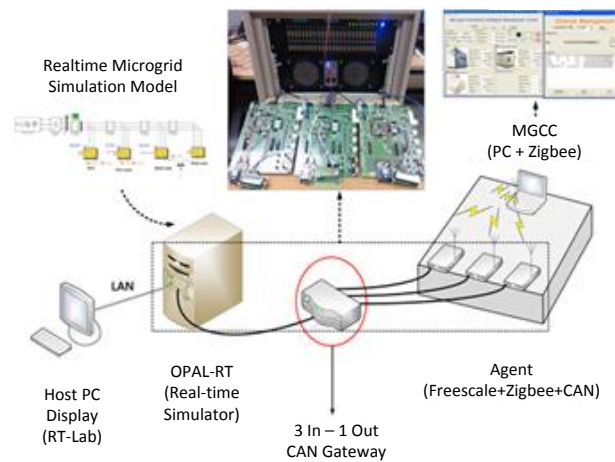 Realtime Microgrid
Simulation Model
MGCC
(PC + Zigbee)
LAN
OPAL-RT
(Real-time
Simulator)
Host PC
Display
(RT-Lab)
Agent
(Freescale+Zigbee+CAN)
3 In – 1 Out
CAN Gateway